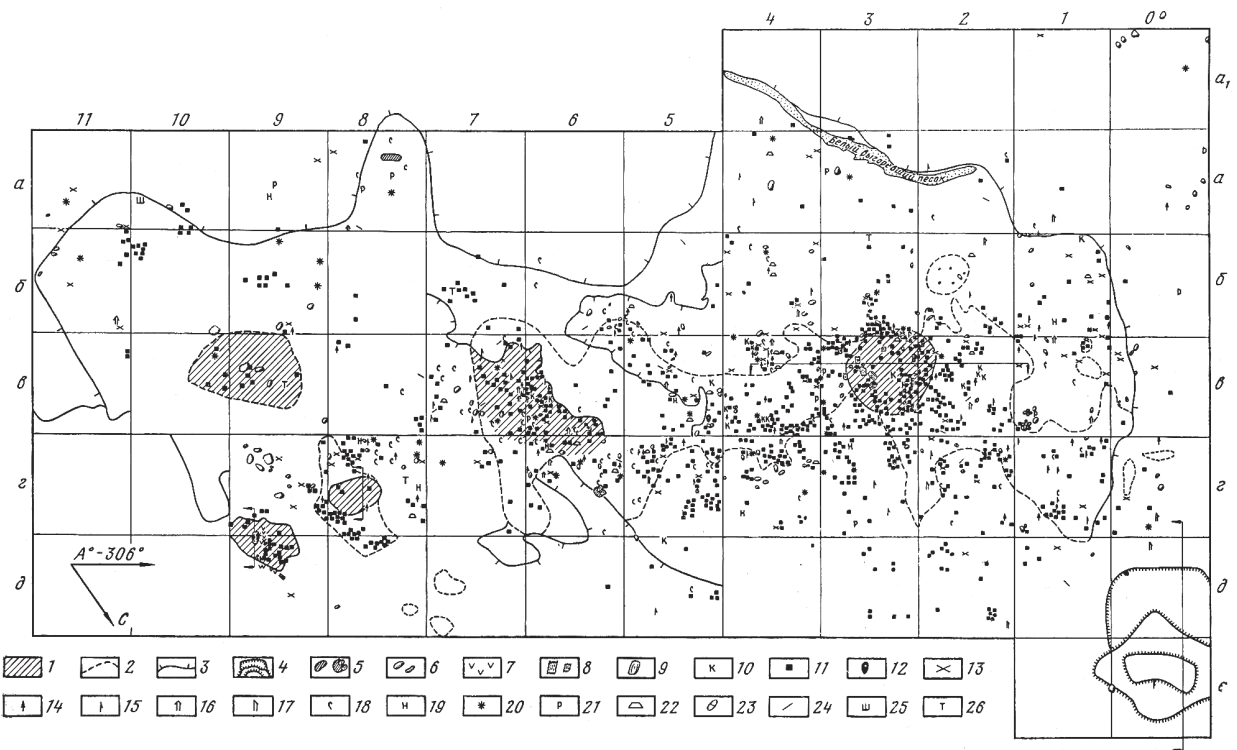 4 3 2 1 0°
а₁
Белый выгоревший песок
11 10 9 8 7 6 5
а а
б б
в в
г г
д д
е
А°-306°
С
1 2 3 4 5 6 7 8 9 10 11 12 13
14 15 16 17 18 19 20 21 22 23 24 25 26